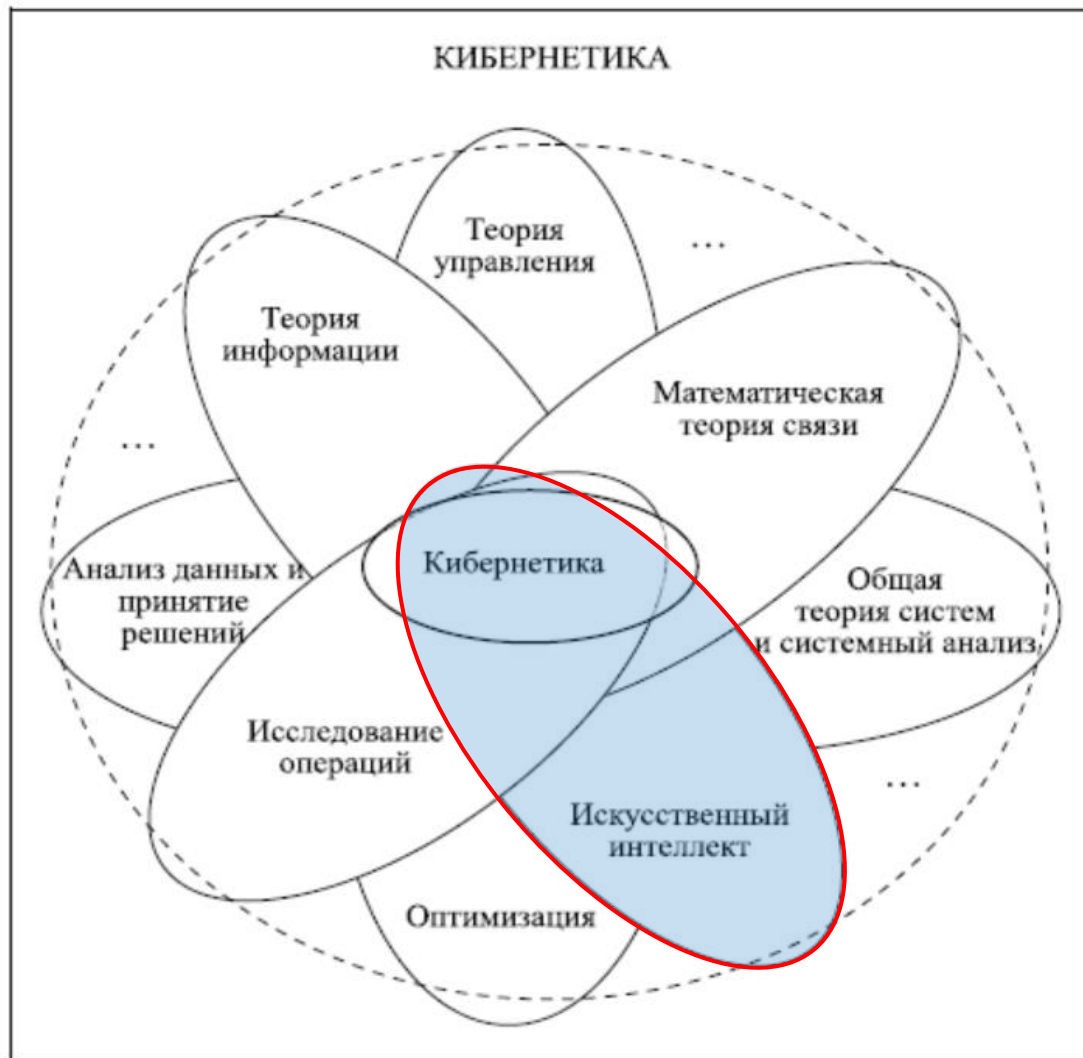 КИБЕРНЕТИКА
Теория
управления
...
Теория
информации
Математическая
теория связи
...
Кибернетика
Анализ данных и
принятие
решений
Общая
теория систем
и системный анализ
Исследование
операций
...
Искусственный
интеллект
Оптимизация